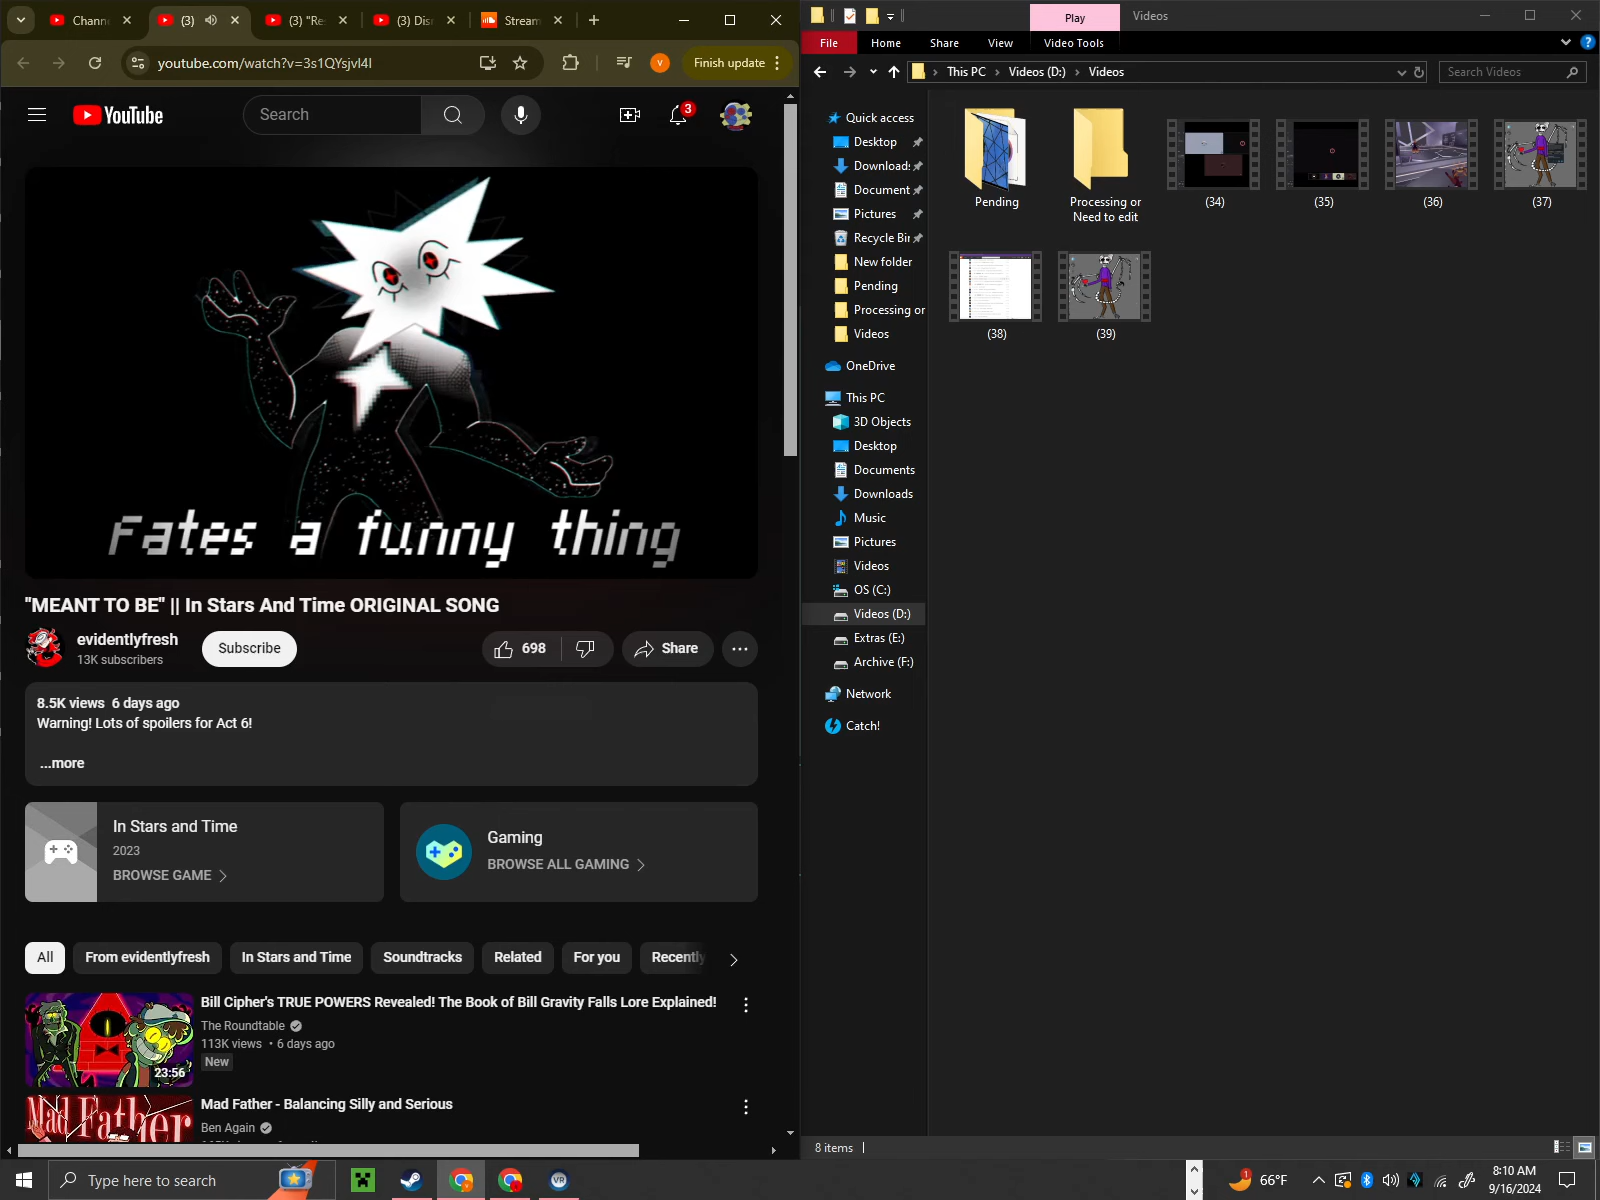 Chann
(3)
(3) "Re
(3) Dis
Stream
youtube.com/watch?v=3s1QYsjvl4I
V
Finish update
YouTube
Search
3
Fates a funny thing
"MEANT TO BE" || In Stars And Time ORIGINAL SONG
evidentlyfresh
13K subscribers
Subscribe
698
Share
8.5K views 6 days ago
Warning! Lots of spoilers for Act 6!
...more
In Stars and Time
2023
BROWSE GAME
Gaming
BROWSE ALL GAMING
All
From evidentlyfresh
In Stars and Time
Soundtracks
Related
For you
Recently
Bill Cipher's TRUE POWERS Revealed! The Book of Bill Gravity Falls Lore Explained!
The Roundtable
113K views • 6 days ago
New
23:56
Mad Father
Mad Father - Balancing Silly and Serious
Ben Again
Play
Videos
File
Home
Share
View
Video Tools
This PC
Videos (D:)
Videos
Search Videos
Quick access
Desktop
Download:
Document
Pictures
Recycle Bir
New folder
Pending
Processing or
Videos
OneDrive
This PC
3D Objects
Desktop
Documents
Downloads
Music
Pictures
Videos
OS (C:)
Videos (D:)
Extras (E:)
Archive (F:)
Network
Catch!
Pending
Processing or
Need to edit
(34)
(35)
(36)
(37)
(38)
(39)
8 items
Type here to search
VR
1
66°F
8:10 AM
9/16/2024